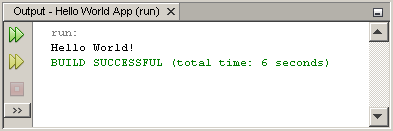 Output - Hello World App (run)
run:
Hello World!
BUILD SUCCESSFUL (total time: 6 seconds)
>>